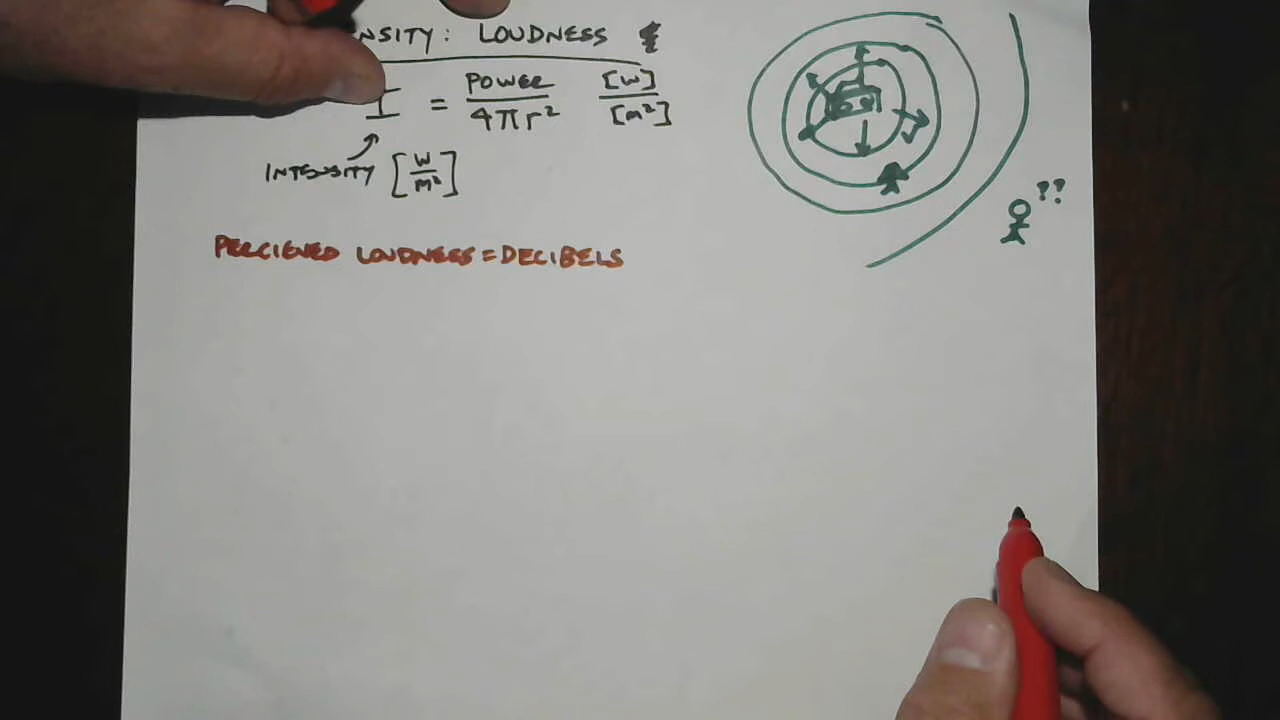 NSITY: LOUDNESS
I = POWER / 4πr² [W] / [m²]
INTENSITY [W / m²]
PERCIEVED LOUDNESS = DECIBELS
??